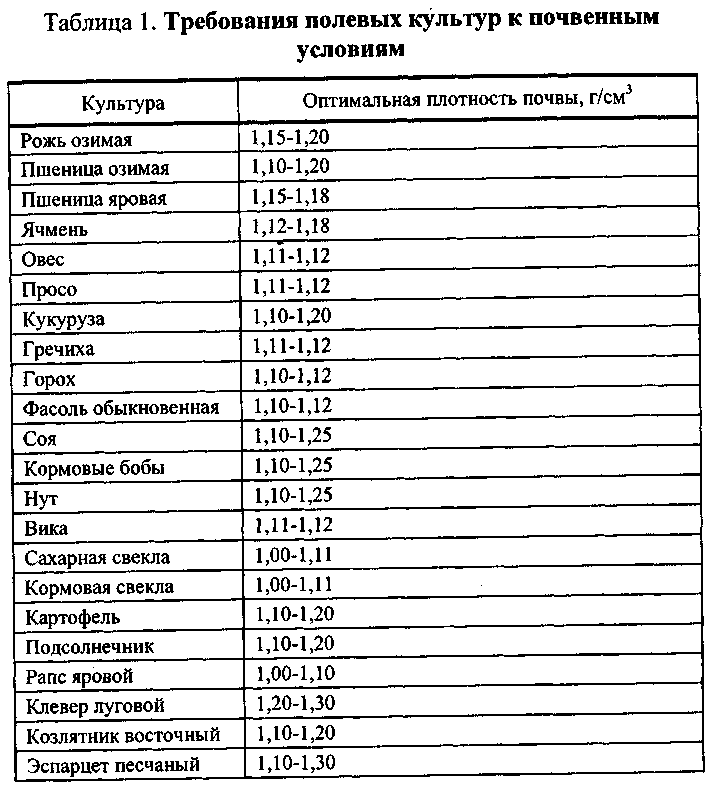 Таблица 1. Требования полевых культур к почвенным
условиям
Культура Оптимальная плотность почвы, г/см³
Рожь озимая 1,15-1,20
Пшеница озимая 1,10-1,20
Пшеница яровая 1,15-1,18
Ячмень 1,12-1,18
Овес 1,11-1,12
Просо 1,11-1,12
Кукуруза 1,10-1,20
Гречиха 1,11-1,12
Горох 1,10-1,12
Фасоль обыкновенная 1,10-1,12
Соя 1,10-1,25
Кормовые бобы 1,10-1,25
Нут 1,10-1,25
Вика 1,11-1,12
Сахарная свекла 1,00-1,11
Кормовая свекла 1,00-1,11
Картофель 1,10-1,20
Подсолнечник 1,10-1,20
Рапс яровой 1,00-1,10
Клевер луговой 1,20-1,30
Козлятник восточный 1,10-1,20
Эспарцет песчаный 1,10-1,30